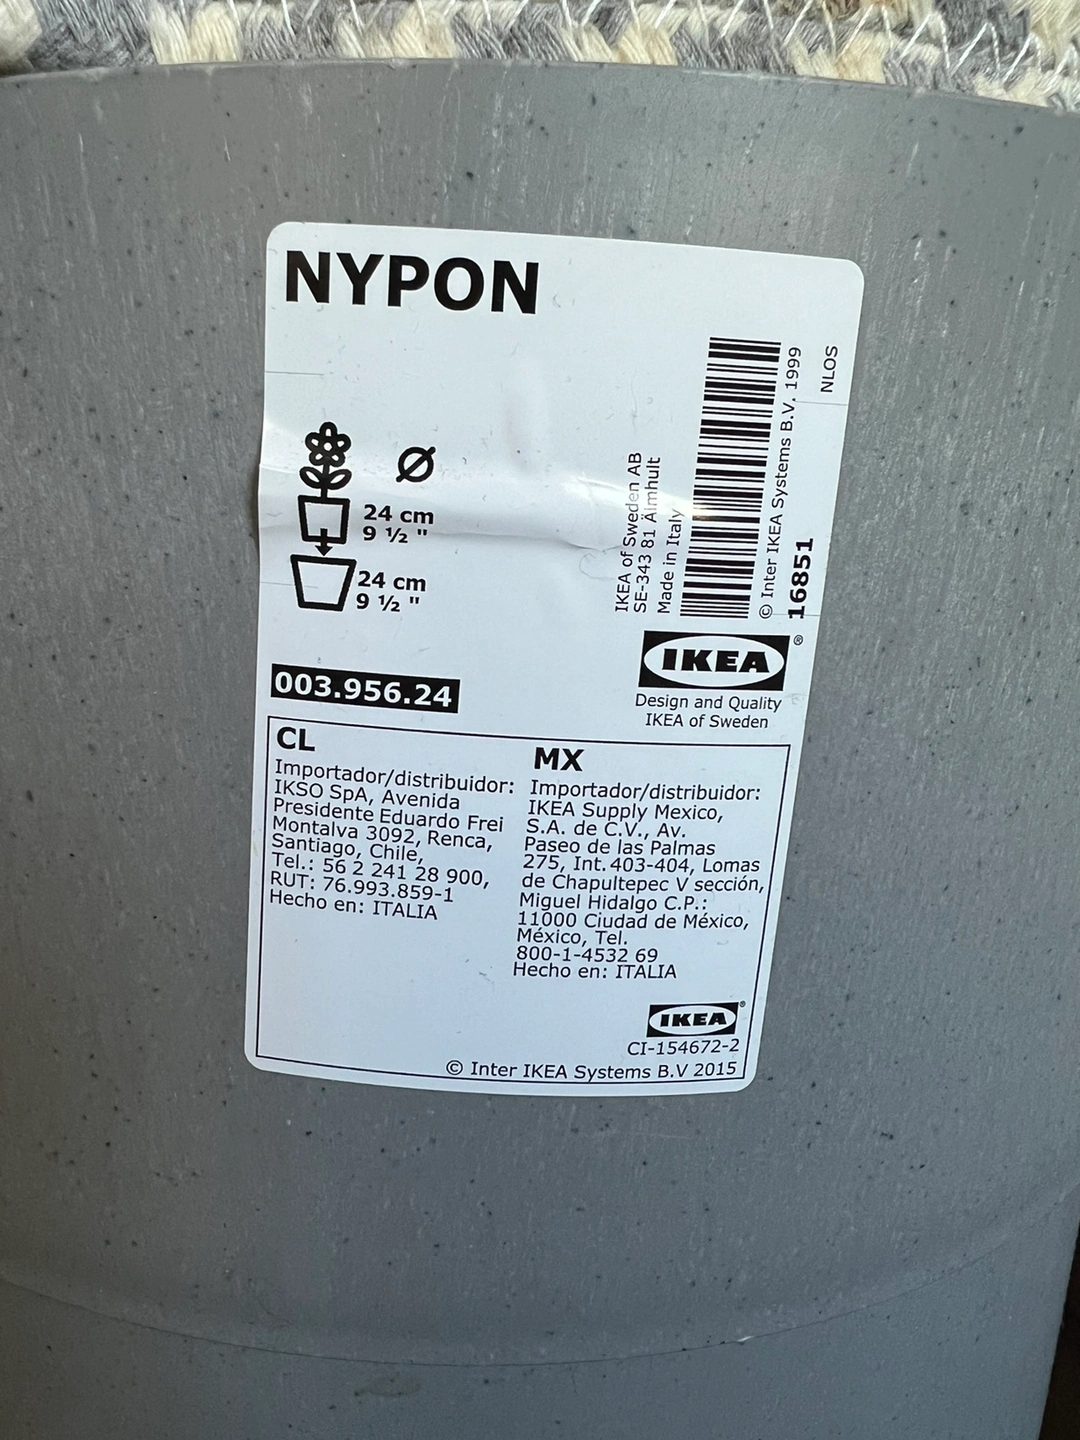 NYPON
Ø
24 cm
9 ½ "
24 cm
9 ½ "
003.956.24
IKEA of Sweden AB
SE-343 81 Älmhult
Made in Italy
© Inter IKEA Systems B.V. 1999
16851
NLOS
IKEA®
Design and Quality
IKEA of Sweden
CL
Importador/distribuidor:
IKSO SpA, Avenida
Presidente Eduardo Frei
Montalva 3092, Renca,
Santiago, Chile,
Tel.: 56 2 241 28 900,
RUT: 76.993.859-1
Hecho en: ITALIA
MX
Importador/distribuidor:
IKEA Supply Mexico,
S.A. de C.V., Av.
Paseo de las Palmas
275, Int. 403-404, Lomas
de Chapultepec V sección,
Miguel Hidalgo C.P.:
11000 Ciudad de México,
México, Tel.
800-1-4532 69
Hecho en: ITALIA
IKEA®
CI-154672-2
© Inter IKEA Systems B.V 2015